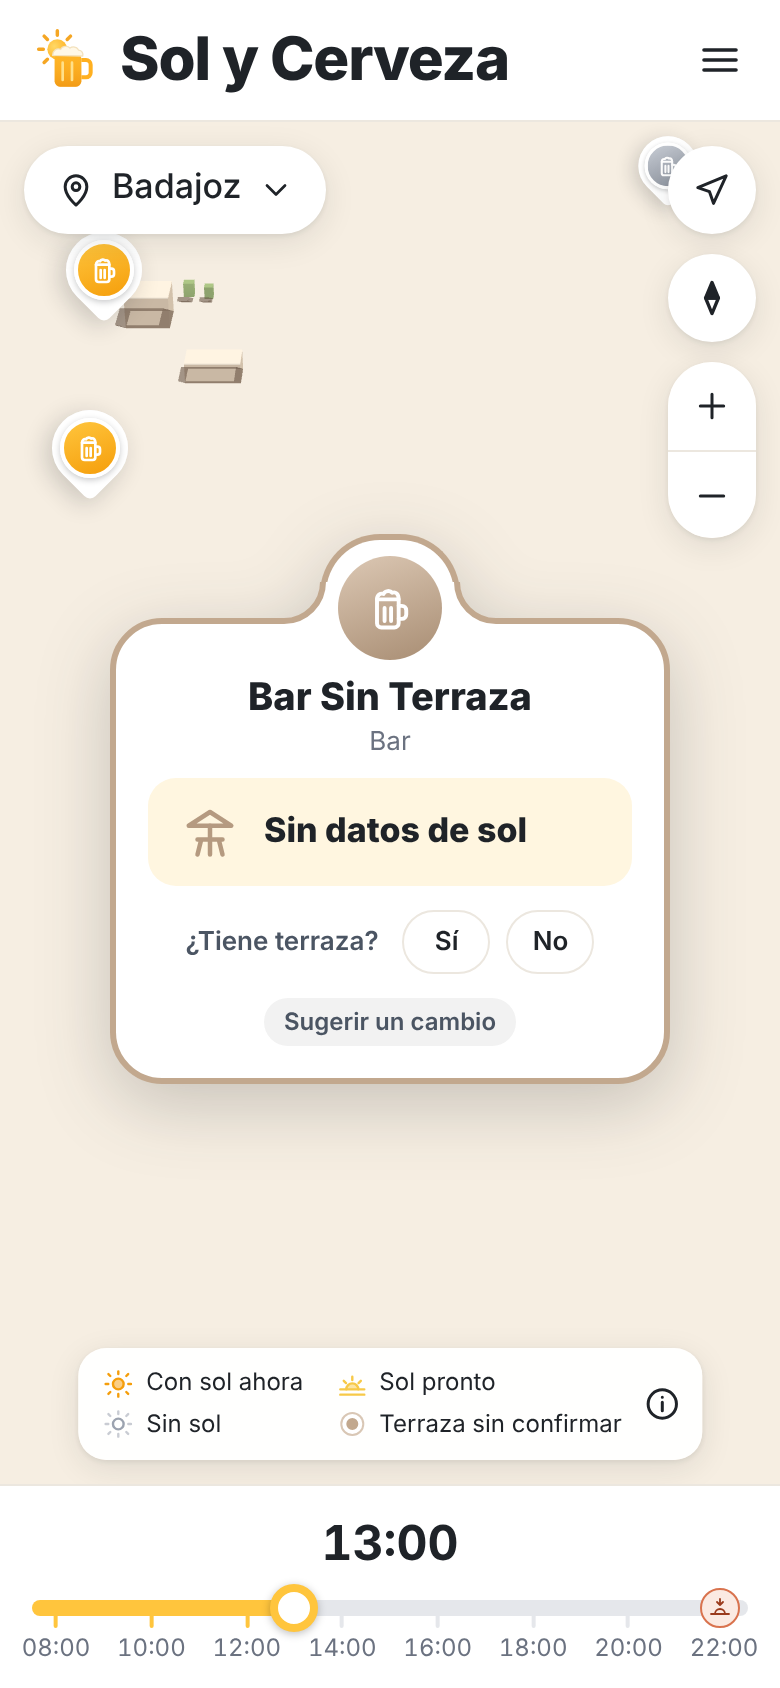 Sol y Cerveza
Badajoz
Bar Sin Terraza
Bar
Sin datos de sol
¿Tiene terraza? Sí No
Sugerir un cambio
Con sol ahora Sol pronto
Sin sol Terraza sin confirmar
13:00
08:00 10:00 12:00 14:00 16:00 18:00 20:00 22:00